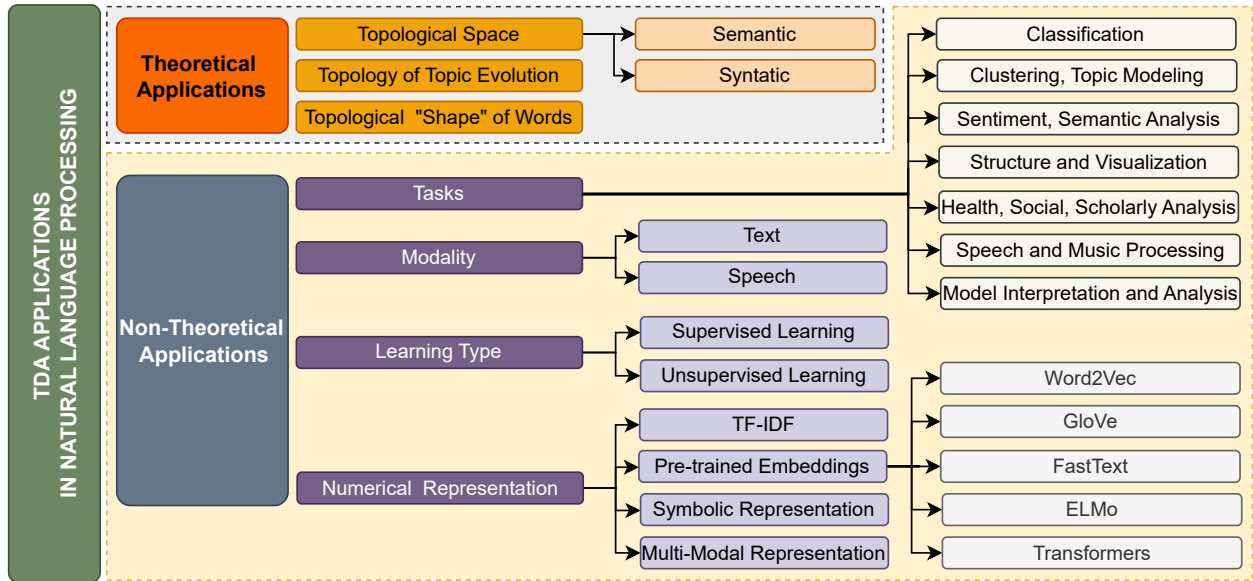 TDA APPLICATIONS
IN NATURAL LANGUAGE PROCESSING
Theoretical
Applications
Topological Space
Topology of Topic Evolution
Topological "Shape" of Words
Semantic
Syntatic
Non-Theoretical
Applications
Tasks
Classification
Clustering, Topic Modeling
Sentiment, Semantic Analysis
Structure and Visualization
Health, Social, Scholarly Analysis
Speech and Music Processing
Model Interpretation and Analysis
Modality
Text
Speech
Learning Type
Supervised Learning
Unsupervised Learning
Numerical Representation
TF-IDF
Pre-trained Embeddings
Symbolic Representation
Multi-Modal Representation
Word2Vec
GloVe
FastText
ELMo
Transformers